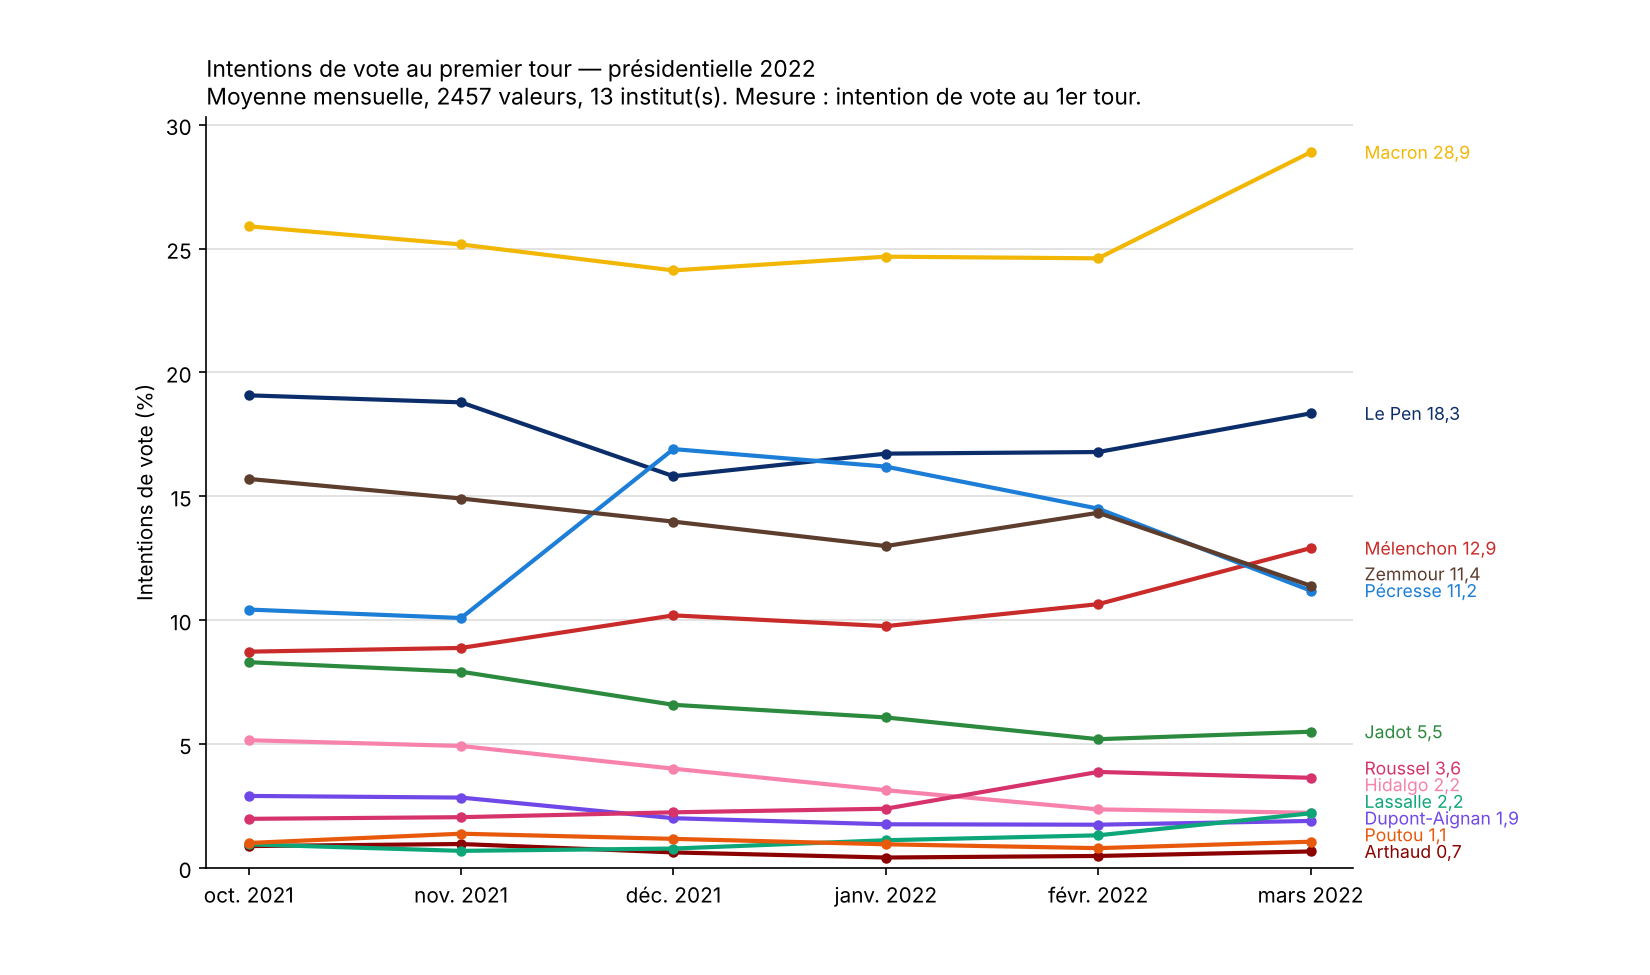 Intentions de vote au premier tour — présidentielle 2022
Moyenne mensuelle, 2457 valeurs, 13 institut(s). Mesure : intention de vote au 1er tour.
Intentions de vote (%)
30
25
20
15
10
5
0
oct. 2021
nov. 2021
déc. 2021
janv. 2022
févr. 2022
mars 2022
Macron 28,9
Le Pen 18,3
Mélenchon 12,9
Zemmour 11,4
Pécresse 11,2
Jadot 5,5
Roussel 3,6
Hidalgo 2,2
Lassalle 2,2
Dupont-Aignan 1,9
Poutou 1,1
Arthaud 0,7